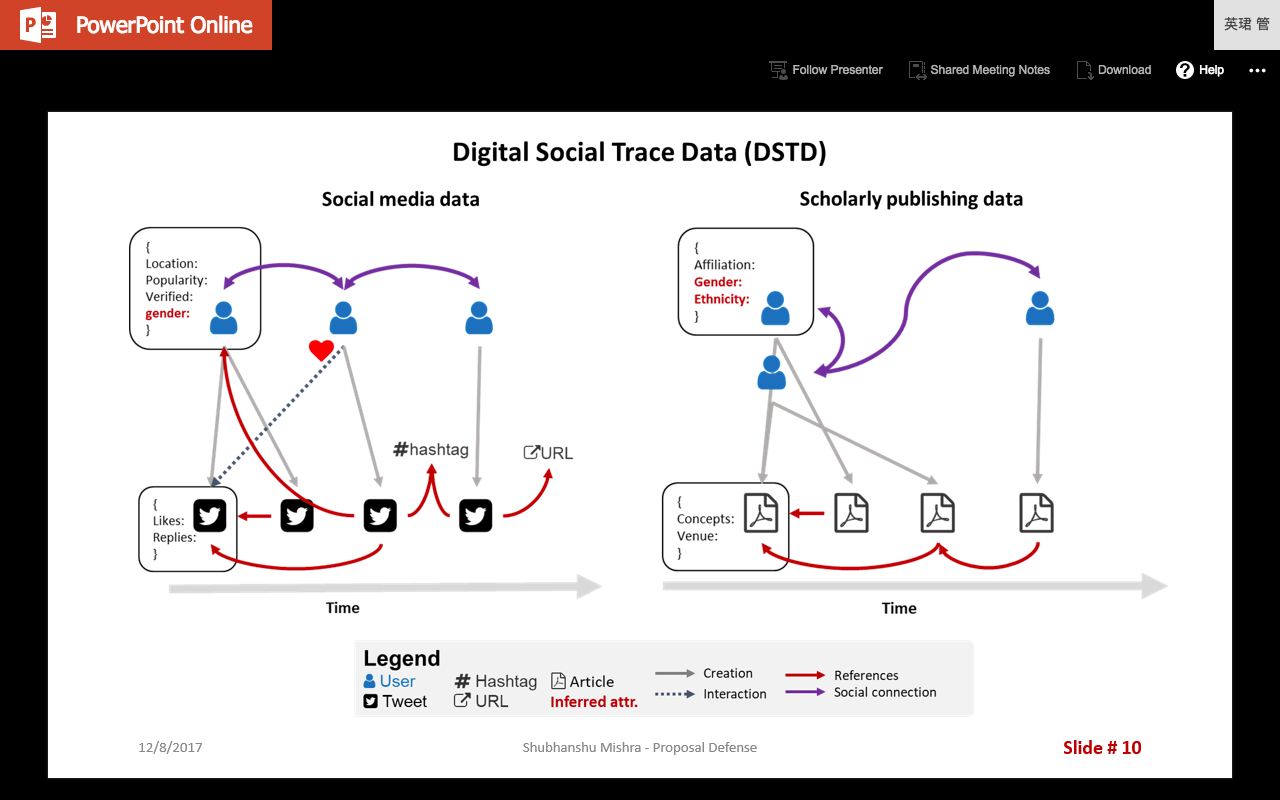 PowerPoint Online
英珺 管
Follow Presenter
Shared Meeting Notes
Download
Help
Digital Social Trace Data (DSTD)
Social media data
{
Location:
Popularity:
Verified:
gender:
}
#hashtag
URL
{
Likes:
Replies:
}
Time
Scholarly publishing data
{
Affiliation:
Gender:
Ethnicity:
}
{
Concepts:
Venue:
}
Time
Legend
User
# Hashtag
Article
Creation
References
Tweet
URL
Inferred attr.
Interaction
Social connection
12/8/2017
Shubhanshu Mishra - Proposal Defense
Slide # 10